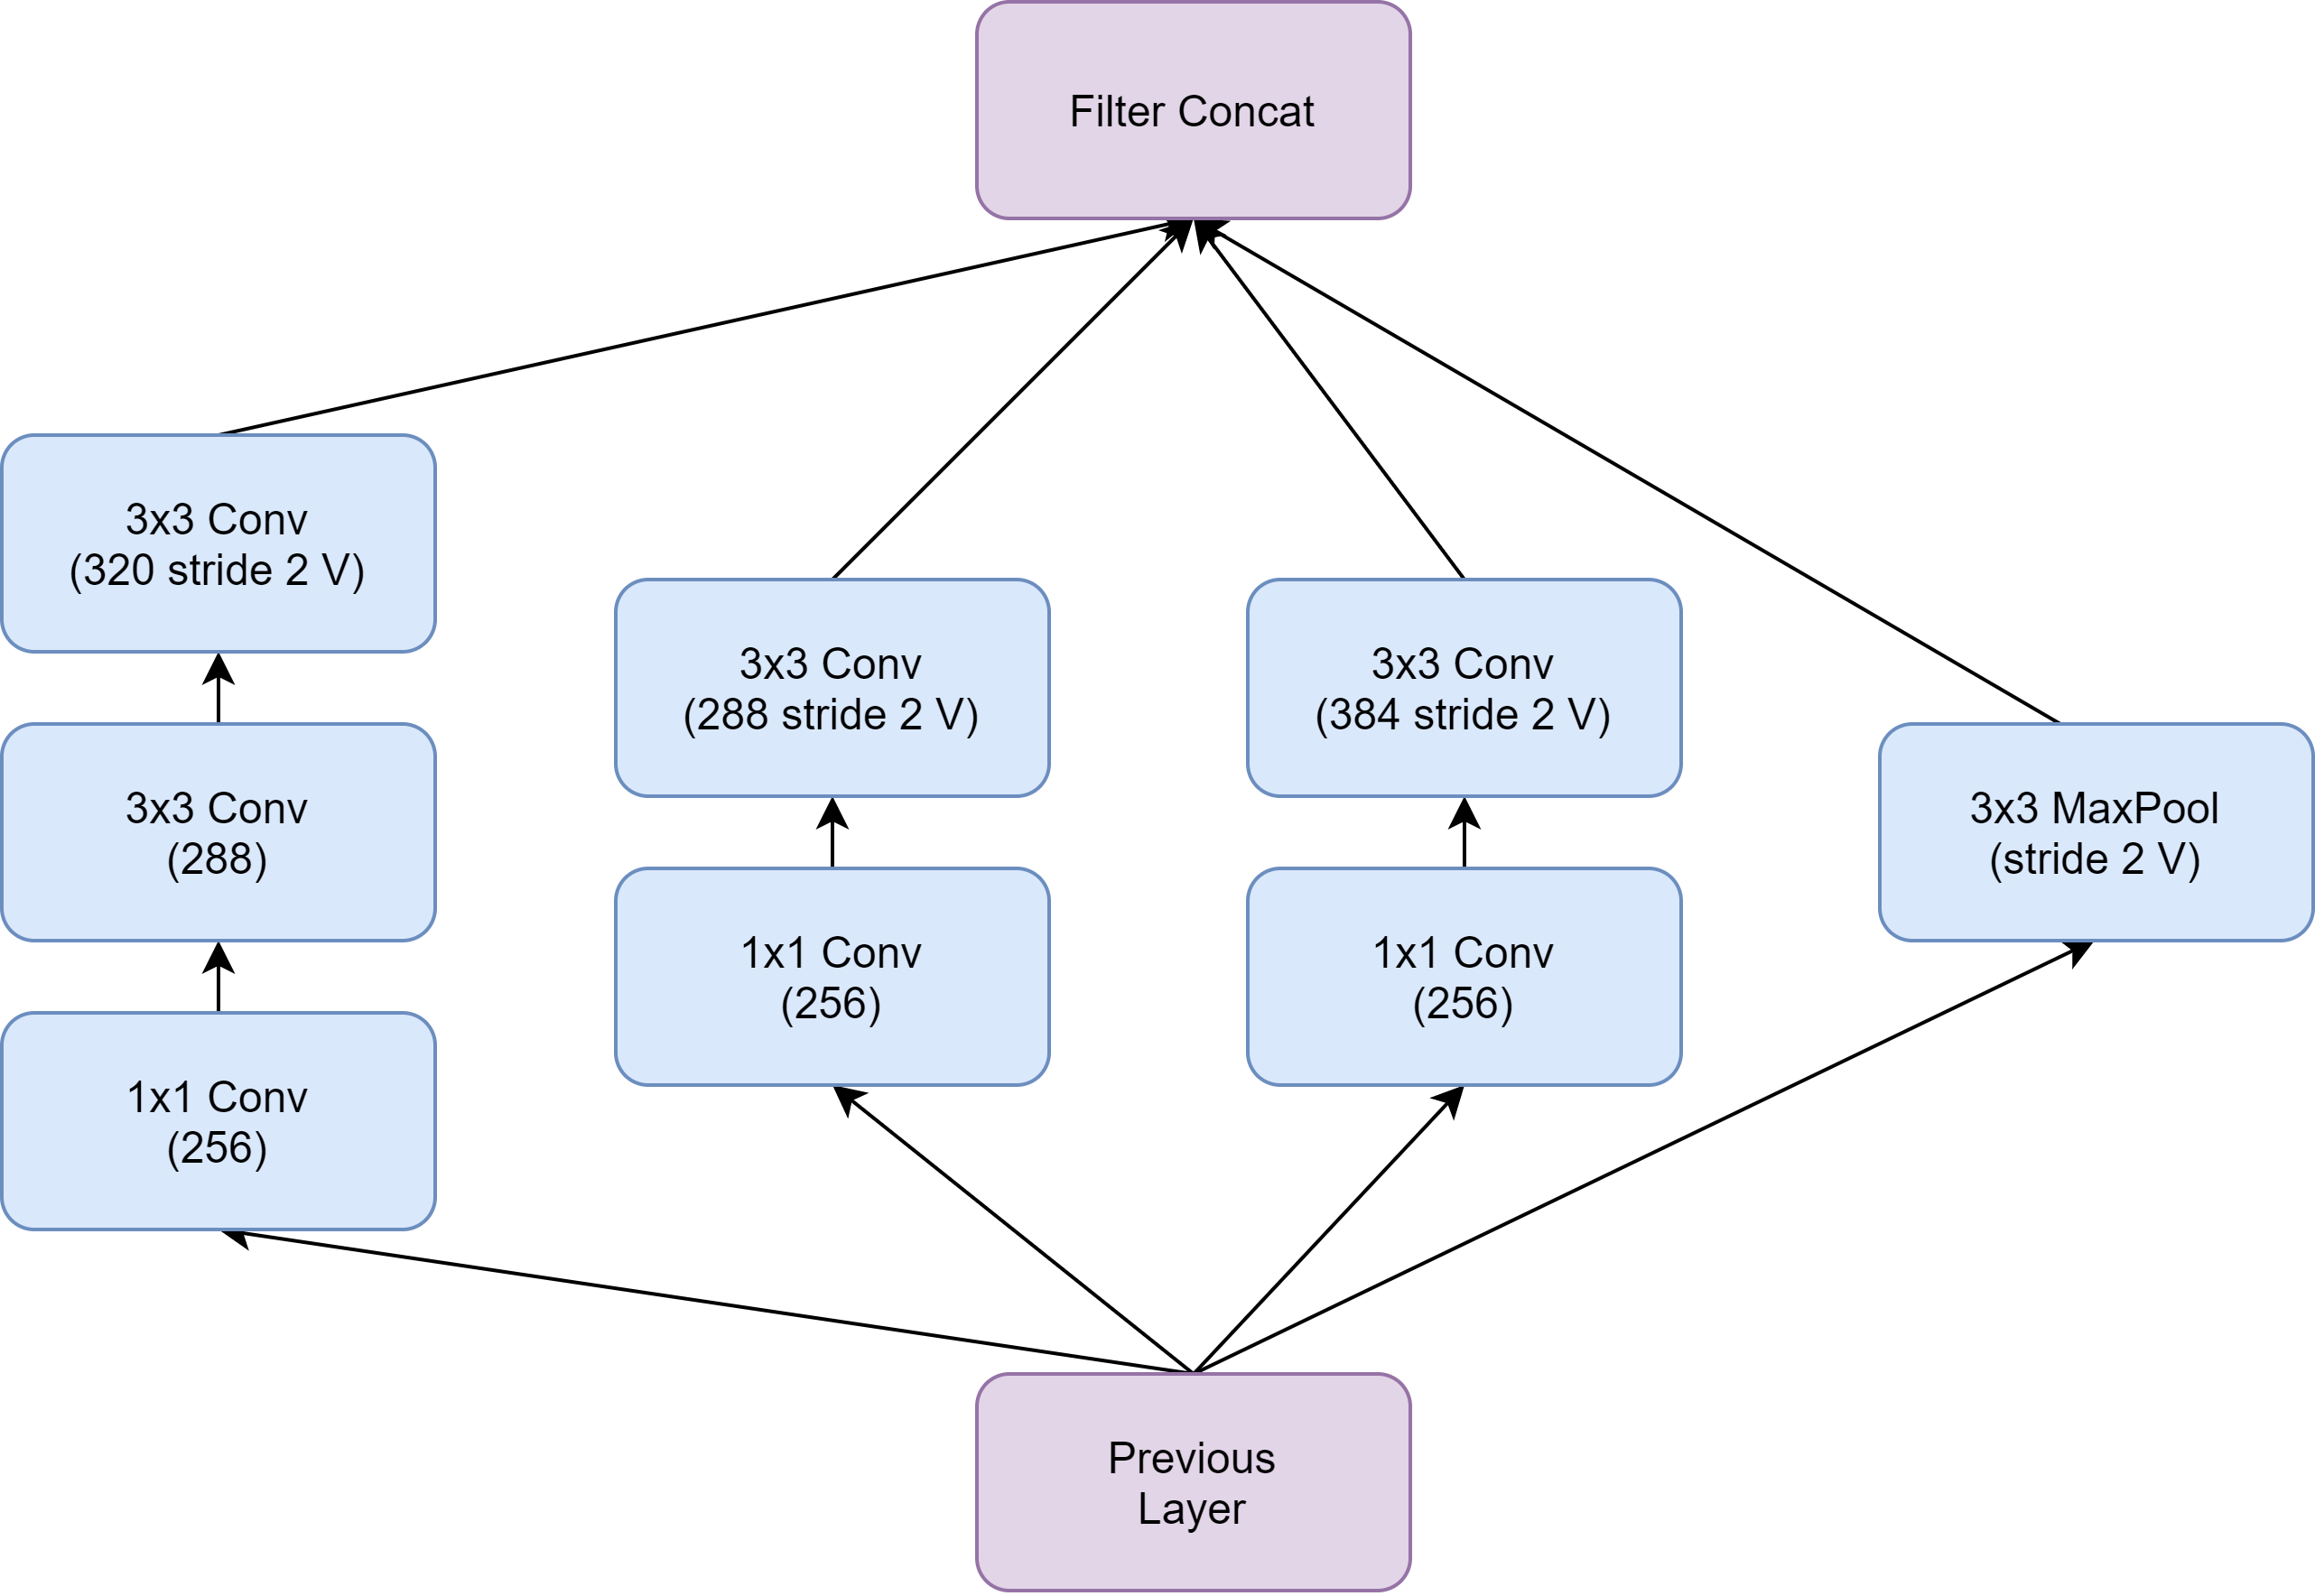 Filter Concat
3x3 Conv
(320 stride 2 V)
3x3 Conv
(288 stride 2 V)
3x3 Conv
(384 stride 2 V)
3x3 Conv
(288)
3x3 MaxPool
(stride 2 V)
1x1 Conv
(256)
1x1 Conv
(256)
1x1 Conv
(256)
Previous
Layer